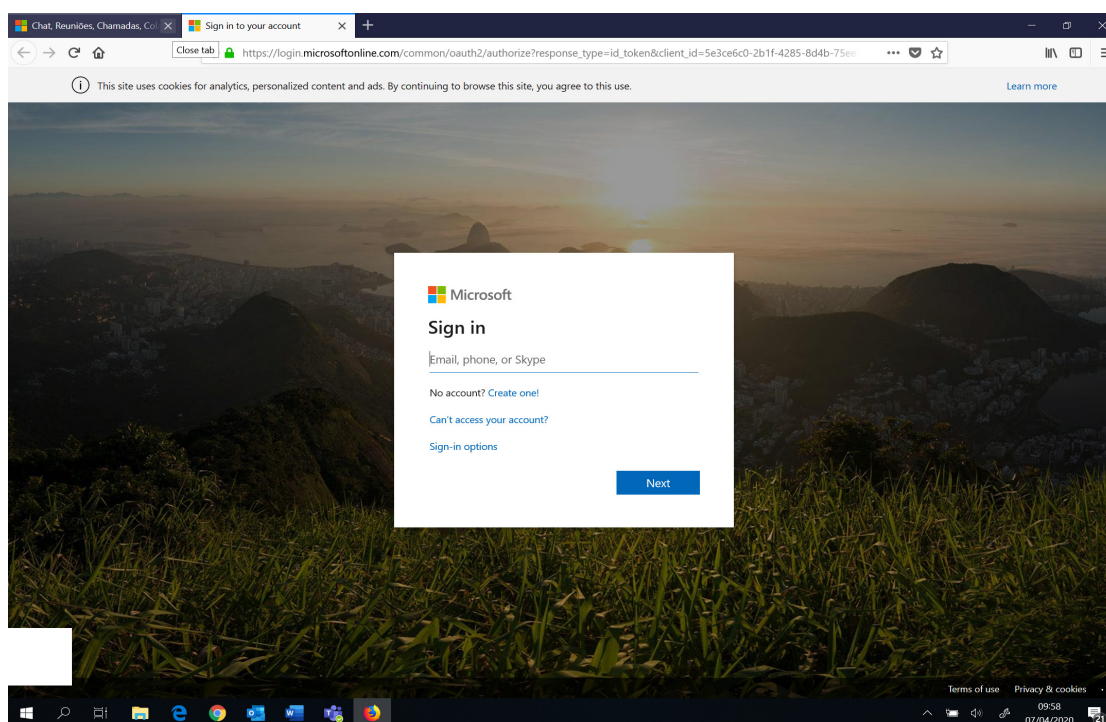 Chat, Reuniões, Chamadas, Col
Sign in to your account
Close tab
https://login.microsoftonline.com/common/oauth2/authorize?response_type=id_token&client_id=5e3ce6c0-2b1f-4285-8d4b-75ee
This site uses cookies for analytics, personalized content and ads. By continuing to browse this site, you agree to this use.
Learn more
Microsoft
Sign in
Email, phone, or Skype
No account? Create one!
Can't access your account?
Sign-in options
Next
Terms of use Privacy & cookies
09:58
07/04/2020